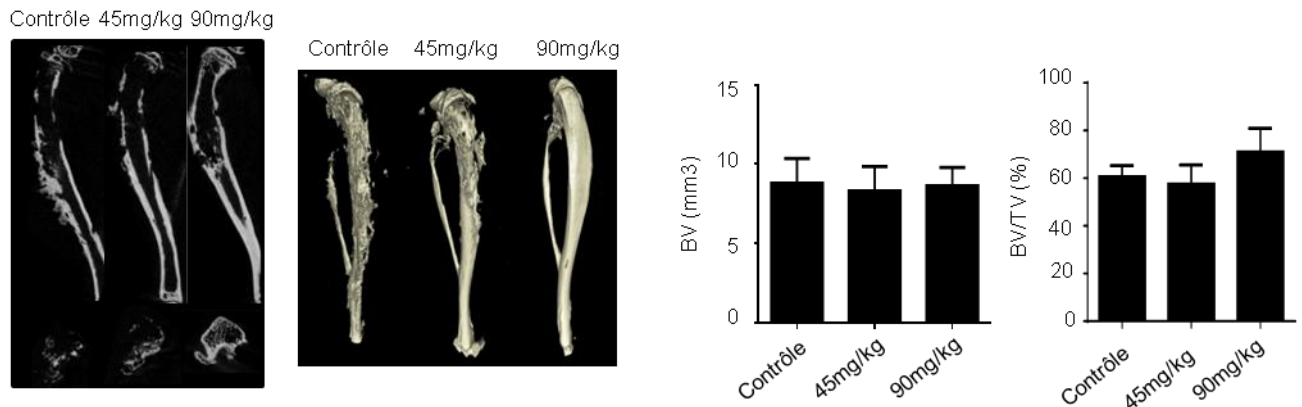 Contrôle 45mg/kg 90mg/kg
Contrôle 45mg/kg 90mg/kg
BV (mm3)
15
10
5
0
Contrôle
45mg/kg
90mg/kg
BV/TV (%)
100
80
60
40
20
0
Contrôle
45mg/kg
90mg/kg